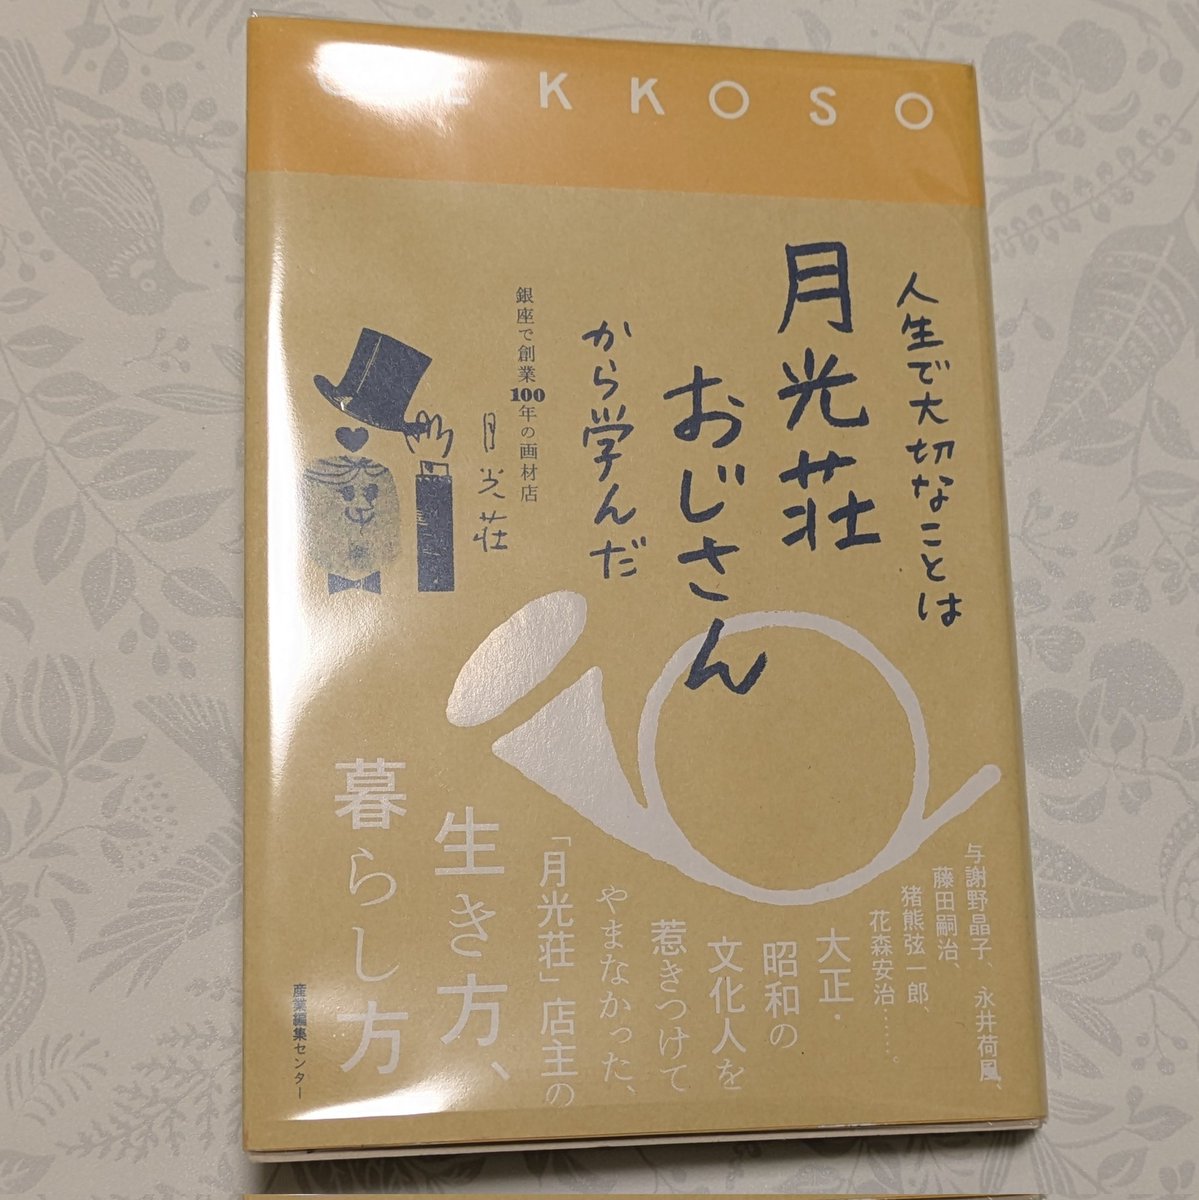 KKOSO
人生で大切なことは
月光荘
おじさん
から学んだ
銀座で創業100年の画材店
月光荘
与謝野晶子、永井荷風、
藤田嗣治、
猪熊弦一郎、
花森安治……。
大正・
昭和の
文化人を
惹きつけて
やまなかった、
「月光荘」店主の
生き方、
暮らし方
産業編集センター